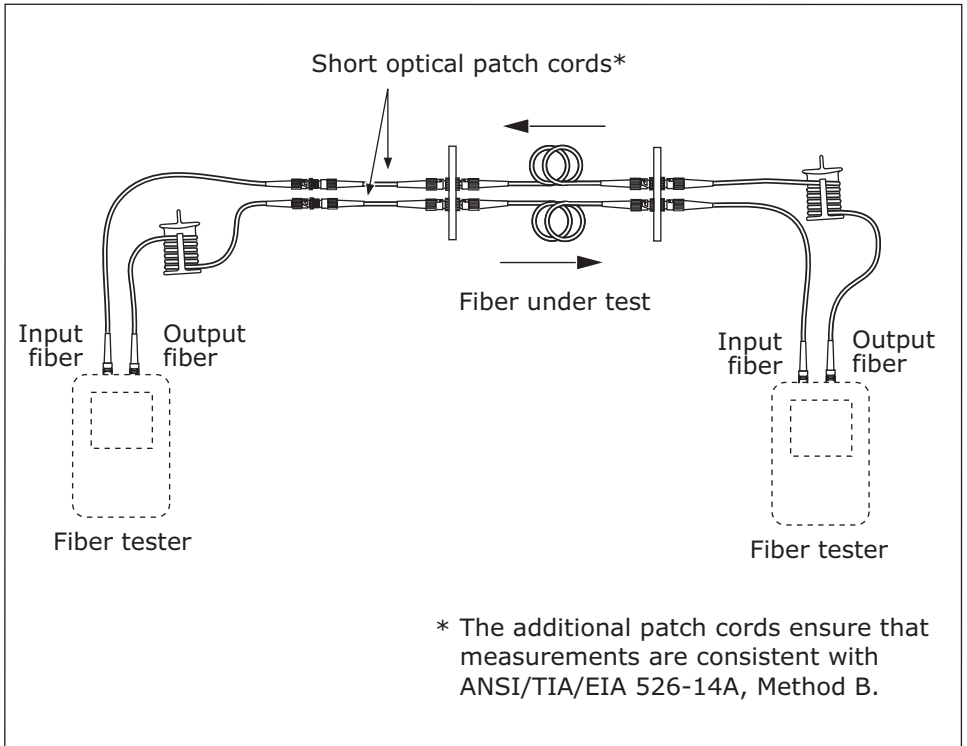 Short optical patch cords*
Fiber under test
Input
fiber
Output
fiber
Input
fiber
Output
fiber
Fiber tester
Fiber tester
* The additional patch cords ensure that
measurements are consistent with
ANSI/TIA/EIA 526-14A, Method B.